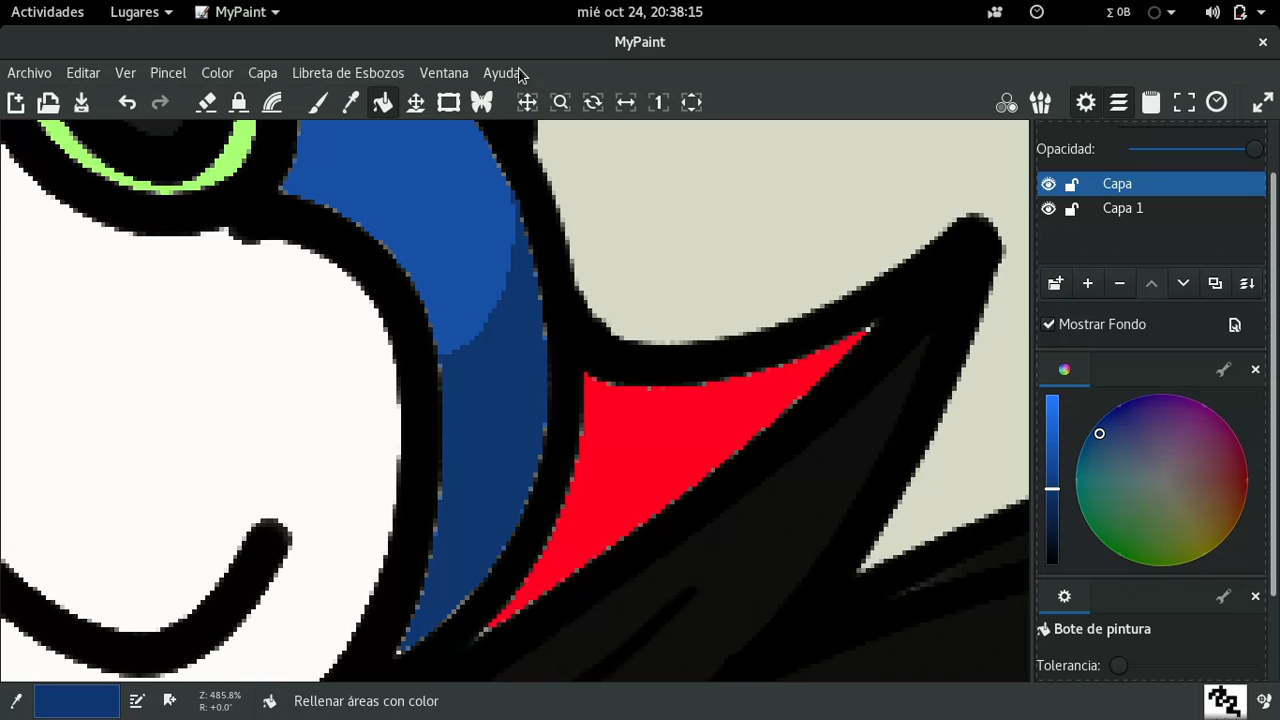 Actividades Lugares MyPaint mié oct 24, 20:38:15 Σ 0B
MyPaint
Archivo Editar Ver Pincel Color Capa Libreta de Esbozos Ventana Ayuda
1
Opacidad:
Capa
Capa 1
Mostrar Fondo
Bote de pintura
Tolerancia:
Z: 485.8%
R: +0.0°
Rellenar áreas con color